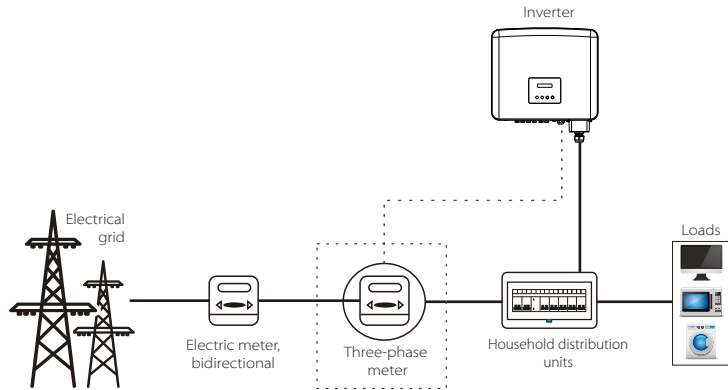 Inverter
Electrical
grid
Loads
Electric meter,
bidirectional
Three-phase
meter
Household distribution
units